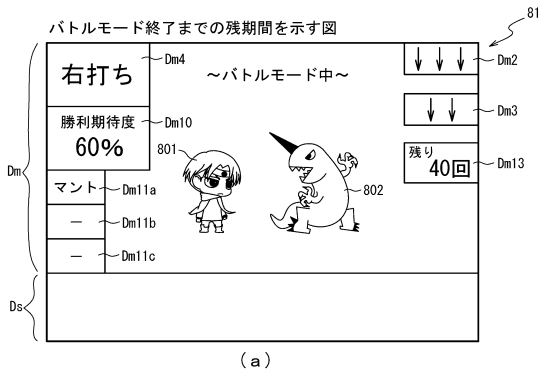 バトルモード終了までの残期間を示す図
81
右打ち
Dm4
～バトルモード中～
↓ ↓ ↓
Dm2
勝利期待度
60%
Dm10
↓ ↓
Dm3
801
残り
40回
Dm13
Dm
マント
Dm11a
802
－
Dm11b
－
Dm11c
Ds
(a)